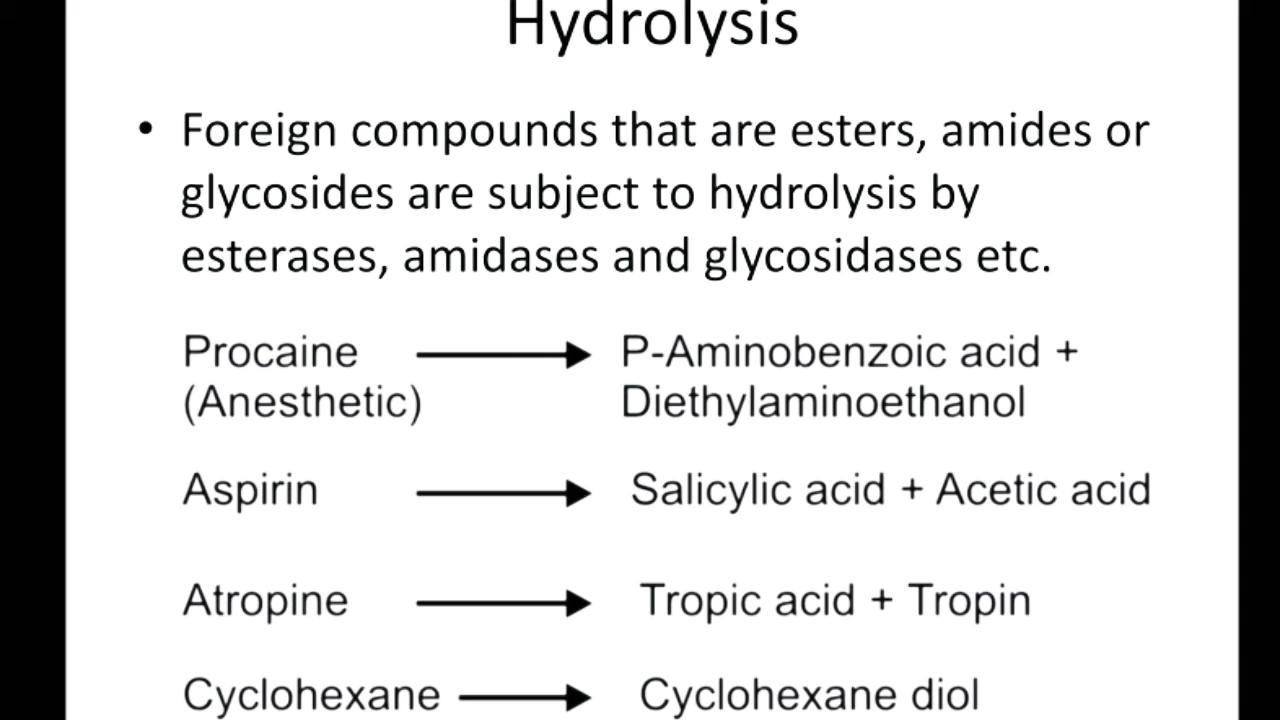 Hydrolysis
• Foreign compounds that are esters, amides or
glycosides are subject to hydrolysis by
esterases, amidases and glycosidases etc.
Procaine → P-Aminobenzoic acid +
(Anesthetic) Diethylaminoethanol
Aspirin → Salicylic acid + Acetic acid
Atropine → Tropic acid + Tropin
Cyclohexane → Cyclohexane diol